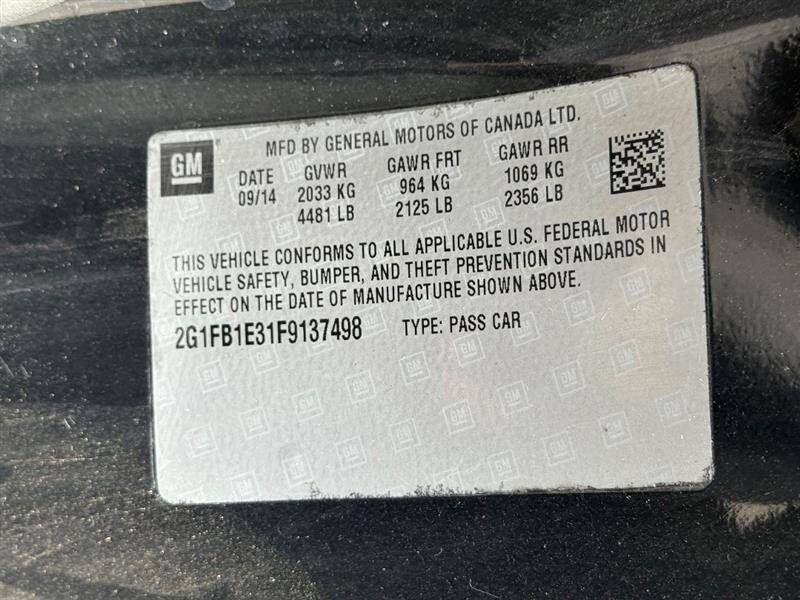 GM
MFD BY GENERAL MOTORS OF CANADA LTD.
DATE GVWR GAWR FRT GAWR RR
09/14 2033 KG 964 KG 1069 KG
4481 LB 2125 LB 2356 LB
THIS VEHICLE CONFORMS TO ALL APPLICABLE U.S. FEDERAL MOTOR
VEHICLE SAFETY, BUMPER, AND THEFT PREVENTION STANDARDS IN
EFFECT ON THE DATE OF MANUFACTURE SHOWN ABOVE.
2G1FB1E31F9137498 TYPE: PASS CAR